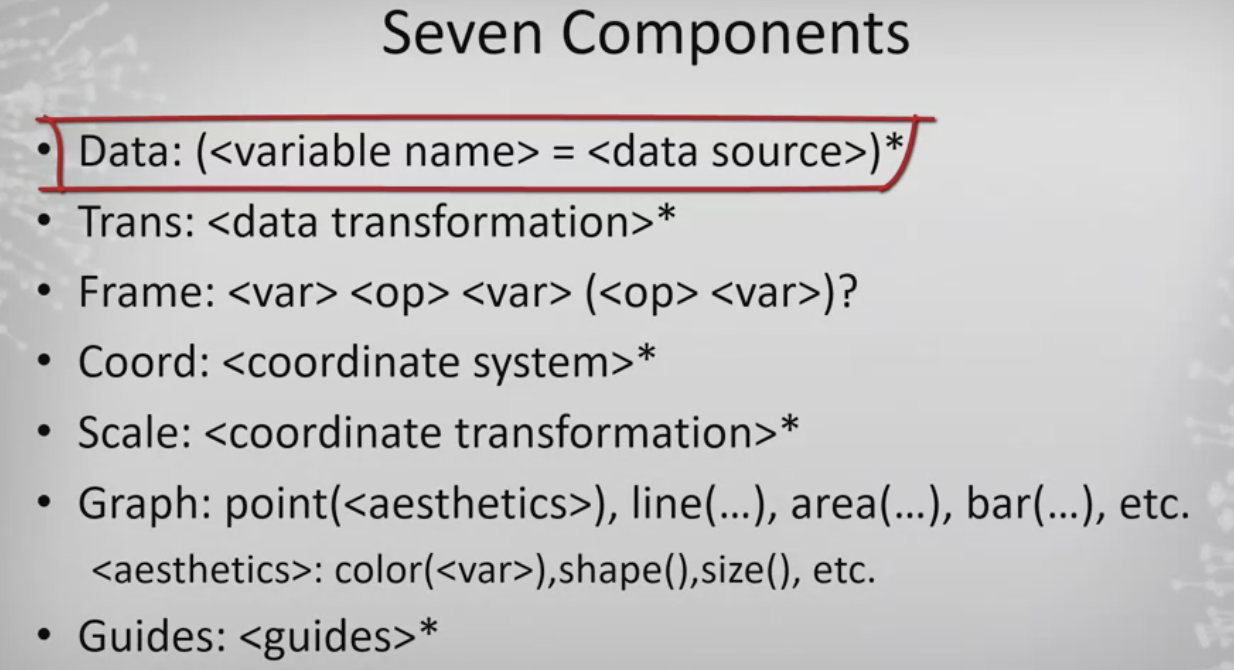 Seven Components
• Data: (<variable name> = <data source>)*
• Trans: <data transformation>*
• Frame: <var> <op> <var> (<op> <var>)?
• Coord: <coordinate system>*
• Scale: <coordinate transformation>*
• Graph: point(<aesthetics>), line(…), area(…), bar(…), etc.
<aesthetics>: color(<var>),shape(),size(), etc.
• Guides: <guides>*